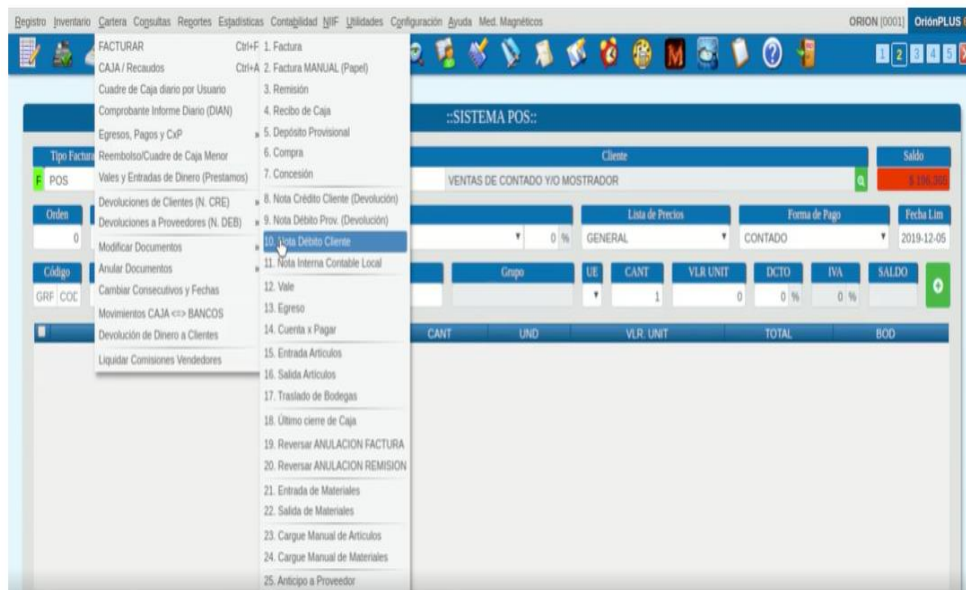 Registro Inventario Cartera Consultas Reportes Estadísticas Contabilidad NIIF Utilidades Configuración Ayuda Med. Magnéticos ORION [0001] OriónPLUS
1 2 3 4 5
FACTURAR Ctrl+F
CAJA / Recaudos Ctrl+A
Cuadre de Caja diario por Usuario
Comprobante Informe Diario (DIAN)
Egresos, Pagos y CxP
Reembolso/Cuadre de Caja Menor
Vales y Entradas de Dinero (Prestamos)
Devoluciones de Clientes (N. CRE)
Devoluciones a Proveedores (N. DEB)
Modificar Documentos
Anular Documentos
Cambiar Consecutivos y Fechas
Movimientos CAJA <=> BANCOS
Devolución de Dinero a Clientes
Liquidar Comisiones Vendedores
1. Factura
2. Factura MANUAL (Papel)
3. Remisión
4. Recibo de Caja
5. Depósito Provisional
6. Compra
7. Concesión
8. Nota Crédito Cliente (Devolución)
9. Nota Débito Prov. (Devolución)
10. Nota Débito Cliente
11. Nota Interna Contable Local
12. Vale
13. Egreso
14. Cuenta x Pagar
15. Entrada Artículos
16. Salida Artículos
17. Traslado de Bodegas
18. Último cierre de Caja
19. Reversar ANULACION FACTURA
20. Reversar ANULACION REMISION
21. Entrada de Materiales
22. Salida de Materiales
23. Cargue Manual de Artículos
24. Cargue Manual de Materiales
25. Anticipo a Proveedor
::SISTEMA POS::
Tipo Factura Cliente Saldo
F POS VENTAS DE CONTADO Y/O MOSTRADOR
Orden Lista de Precios Forma de Pago Fecha Lim
0 0 % GENERAL CONTADO 2019-12-05
Código Grupo UE CANT VLR UNIT DCTO IVA SALDO
GRF COD 1 0 0 % 0 %
CANT UND VLR. UNIT TOTAL BOD